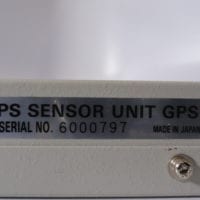 PS SENSOR UNIT GPS
SERIAL NO. 6000797 MADE IN JAPAN